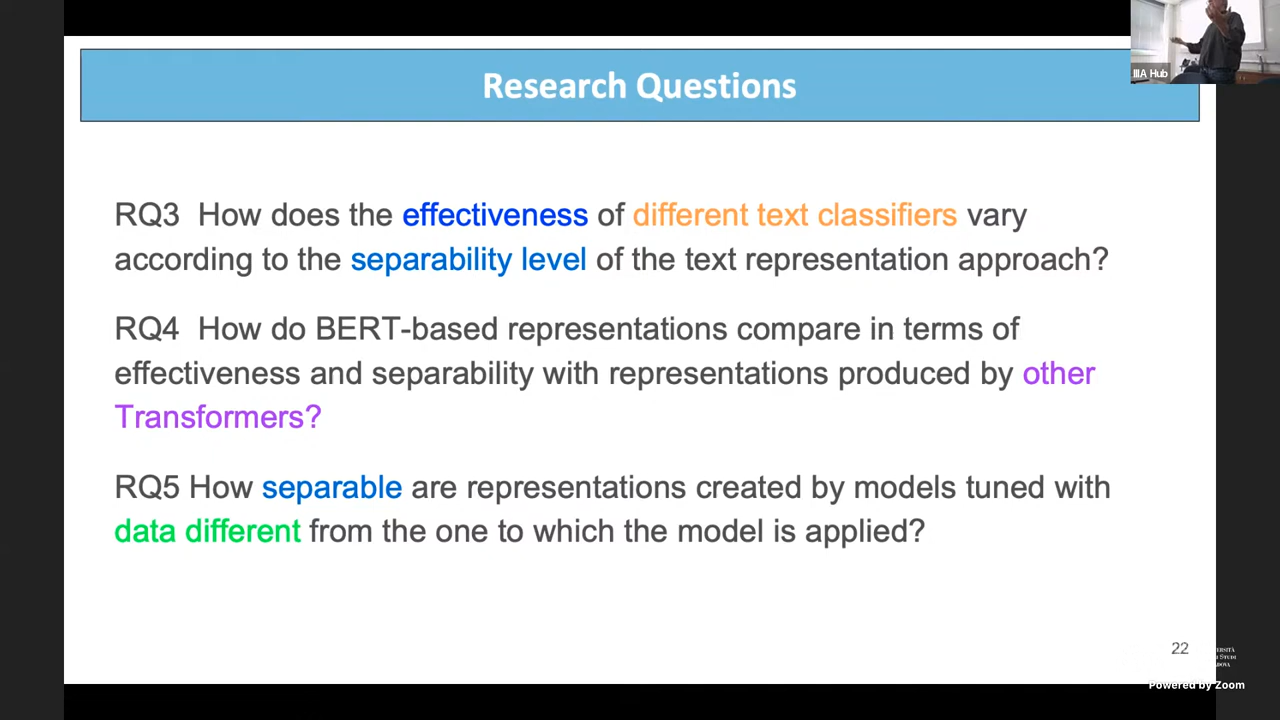 Research Questions
IIIA Hub
RQ3 How does the effectiveness of different text classifiers vary
according to the separability level of the text representation approach?
RQ4 How do BERT-based representations compare in terms of
effectiveness and separability with representations produced by other
Transformers?
RQ5 How separable are representations created by models tuned with
data different from the one to which the model is applied?
22
Powered by Zoom